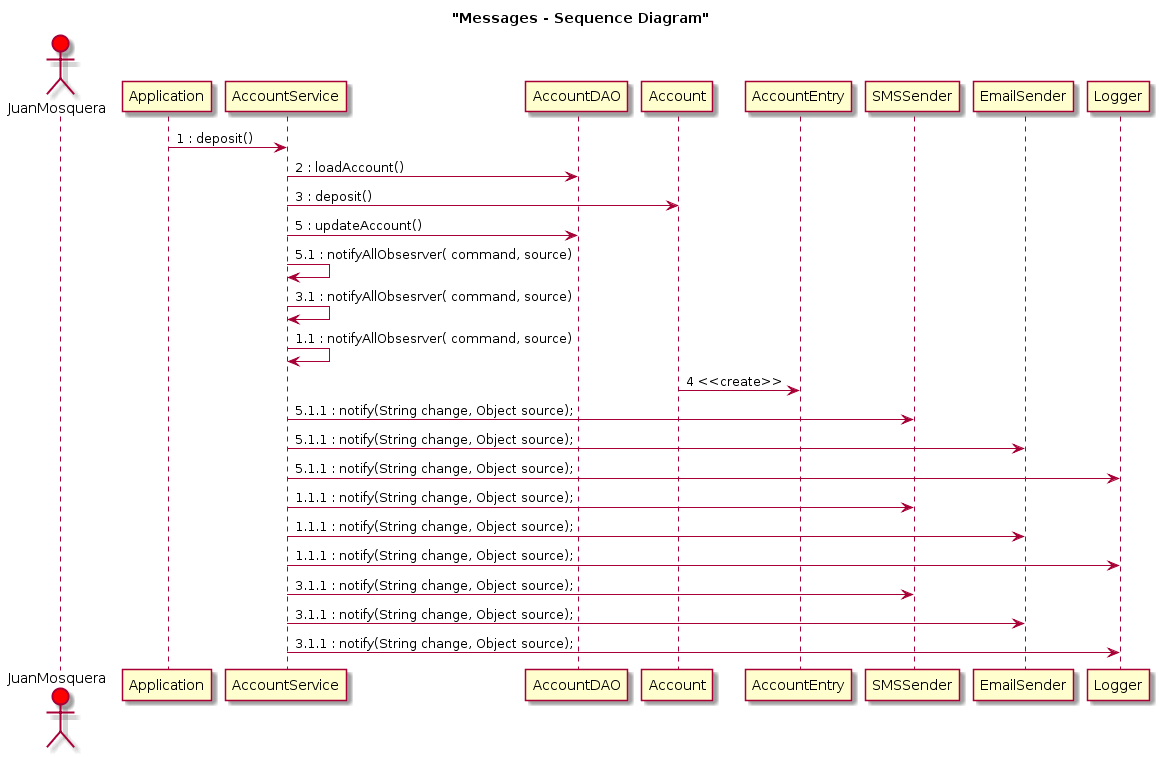 "Messages - Sequence Diagram"
JuanMosquera
Application
AccountService
AccountDAO
Account
AccountEntry
SMSSender
EmailSender
Logger
1 : deposit()
2 : loadAccount()
3 : deposit()
5 : updateAccount()
5.1 : notifyAllObsesrver( command, source)
3.1 : notifyAllObsesrver( command, source)
1.1 : notifyAllObsesrver( command, source)
4 <<create>>
5.1.1 : notify(String change, Object source);
5.1.1 : notify(String change, Object source);
5.1.1 : notify(String change, Object source);
1.1.1 : notify(String change, Object source);
1.1.1 : notify(String change, Object source);
1.1.1 : notify(String change, Object source);
3.1.1 : notify(String change, Object source);
3.1.1 : notify(String change, Object source);
3.1.1 : notify(String change, Object source);
JuanMosquera
Application
AccountService
AccountDAO
Account
AccountEntry
SMSSender
EmailSender
Logger